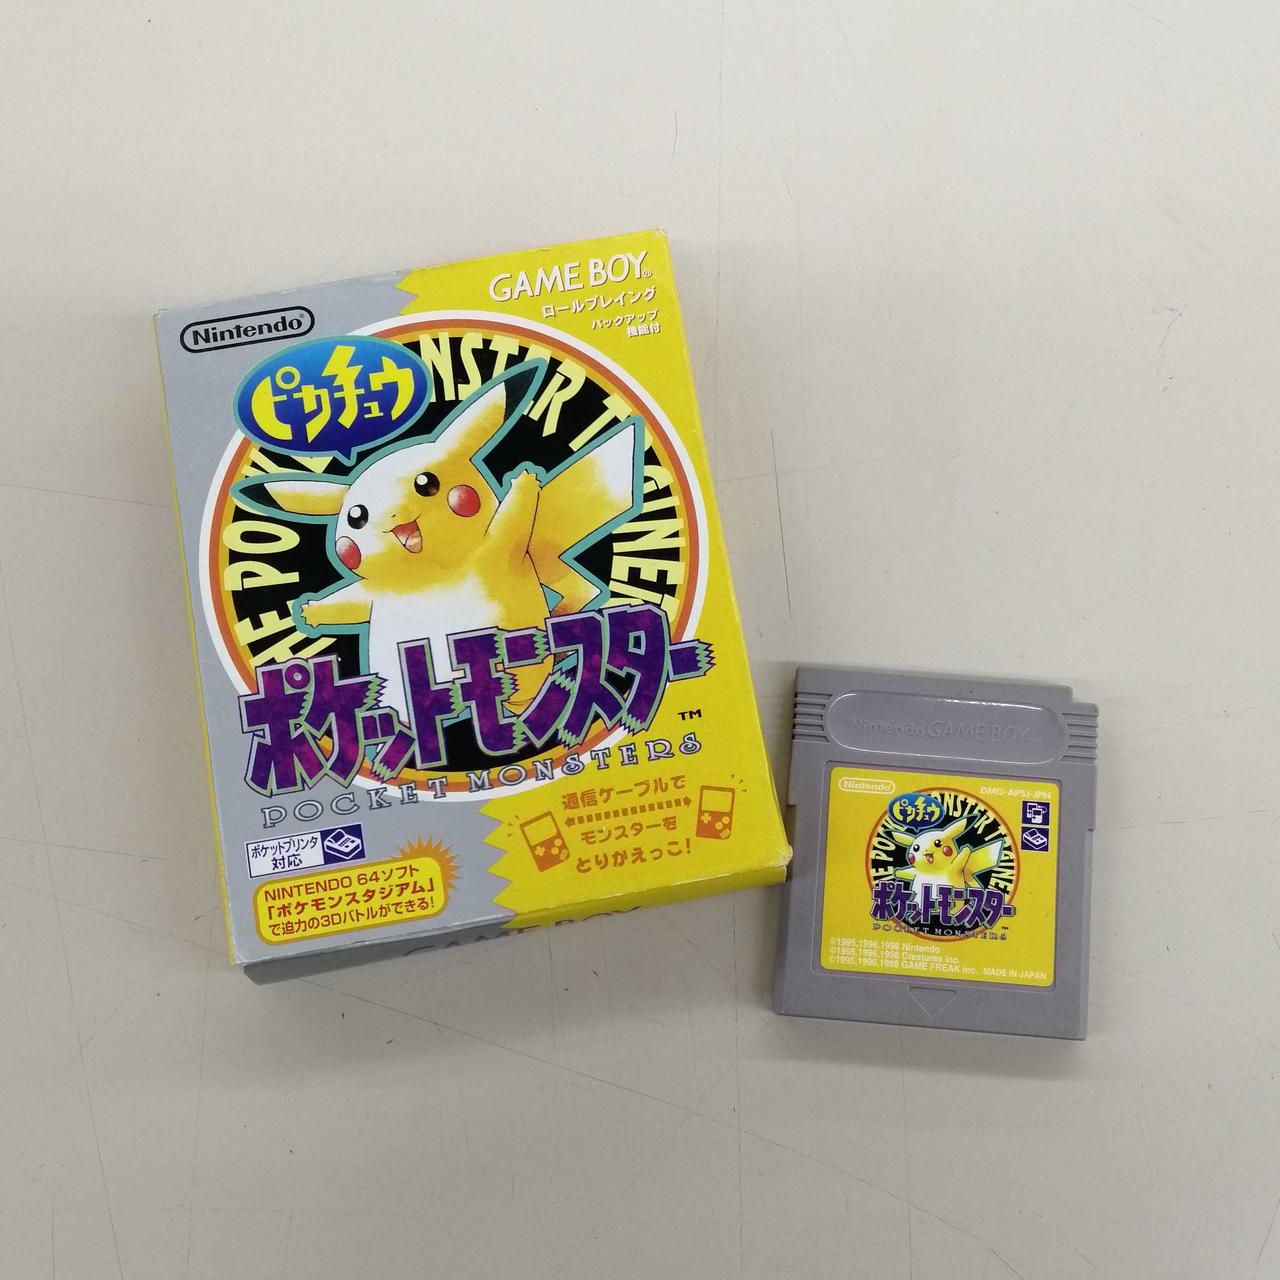 Nintendo
GAME BOY
ロールプレイング
バックアップ
機能付
ピカチュウ
MONSTER
ポケットモンスター
TM
POCKET MONSTERS
通信ケーブルで
モンスターを
とりかえっこ!
ポケットプリンタ
対応
NINTENDO 64ソフト
「ポケモンスタジアム」
で迫力の3Dバトルができる!
GAME BOY
Nintendo GAME BOY
Nintendo
DMG-APSJ-JPN
ピカチュウ
ポケットモンスター
TM
POCKET MONSTERS
©1995,1996,1998 Nintendo
©1995,1996,1998 Creatures inc.
©1995,1996,1998 GAME FREAK inc. MADE IN JAPAN